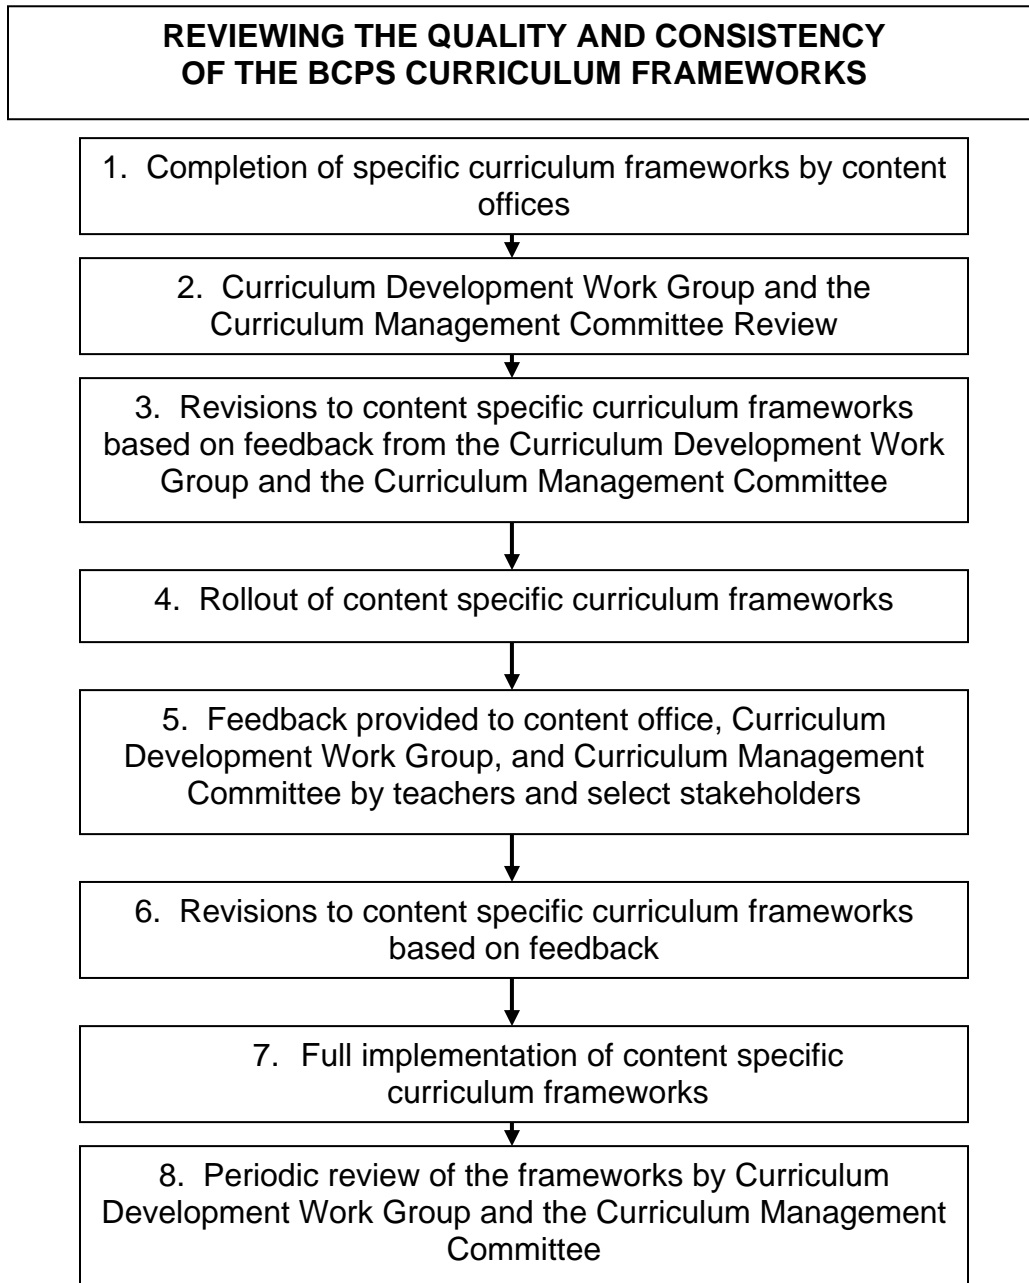 REVIEWING THE QUALITY AND CONSISTENCY
OF THE BCPS CURRICULUM FRAMEWORKS
1. Completion of specific curriculum frameworks by content
offices
2. Curriculum Development Work Group and the
Curriculum Management Committee Review
3. Revisions to content specific curriculum frameworks
based on feedback from the Curriculum Development Work
Group and the Curriculum Management Committee
4. Rollout of content specific curriculum frameworks
5. Feedback provided to content office, Curriculum
Development Work Group, and Curriculum Management
Committee by teachers and select stakeholders
6. Revisions to content specific curriculum frameworks
based on feedback
7. Full implementation of content specific
curriculum frameworks
8. Periodic review of the frameworks by Curriculum
Development Work Group and the Curriculum Management
Committee